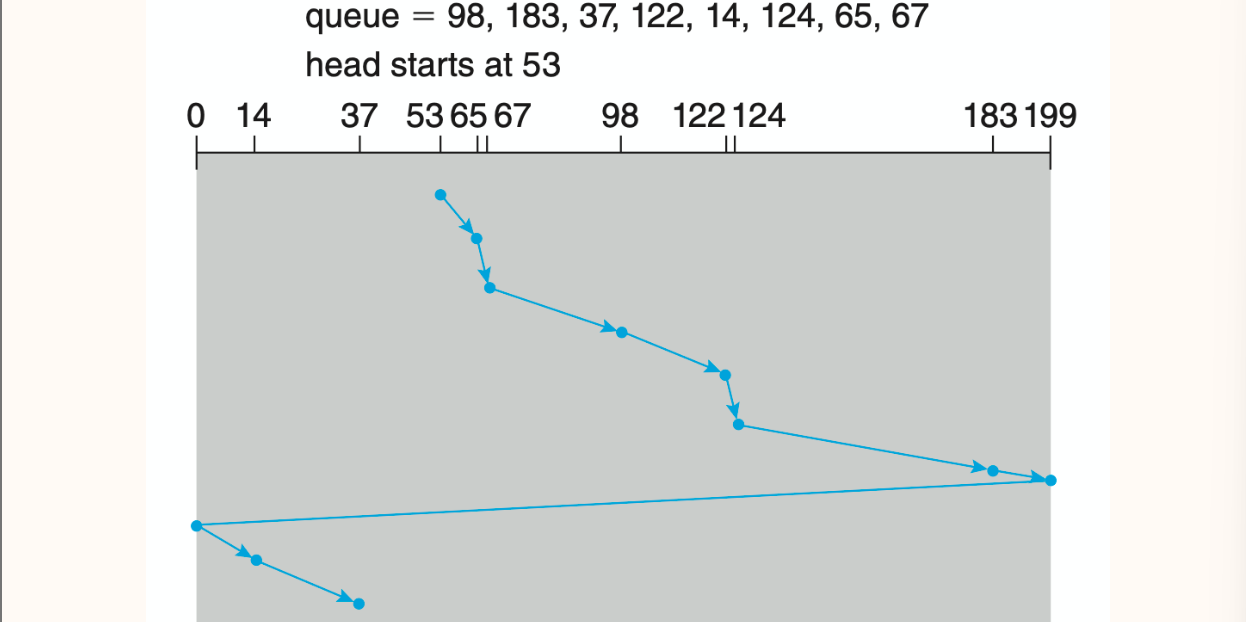 queue = 98, 183, 37, 122, 14, 124, 65, 67
head starts at 53
0 14 37 53 65 67 98 122 124 183 199